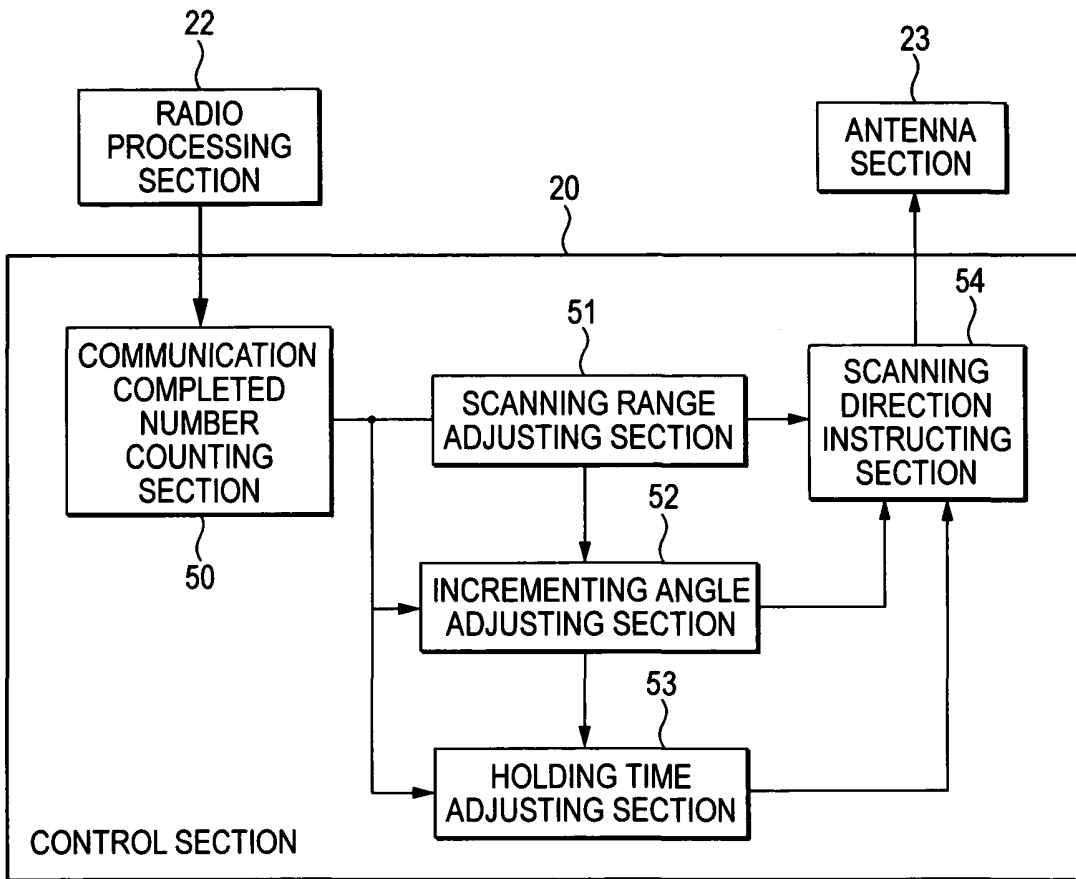 22
RADIO
PROCESSING
SECTION
23
ANTENNA
SECTION
20
COMMUNICATION
COMPLETED
NUMBER
COUNTING
SECTION
50
51
SCANNING RANGE
ADJUSTING SECTION
54
SCANNING
DIRECTION
INSTRUCTING
SECTION
52
INCREMENTING ANGLE
ADJUSTING SECTION
53
HOLDING TIME
ADJUSTING SECTION
CONTROL SECTION